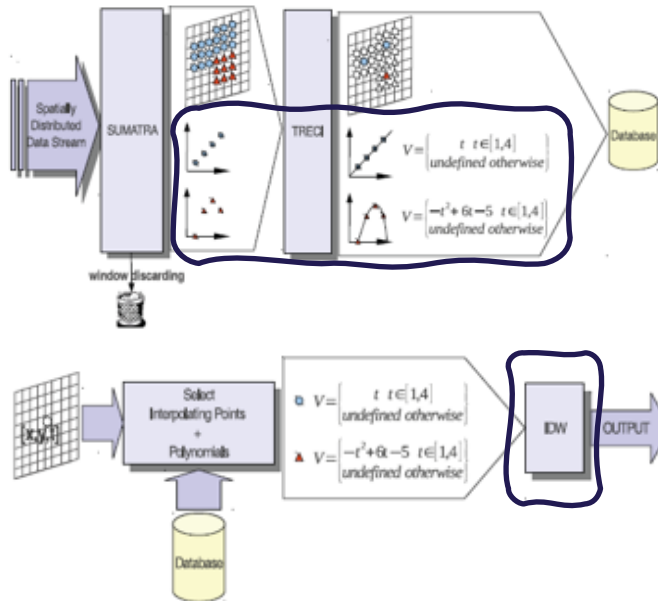 Spatially
Distributed
Data Stream
SUMATRA
TRECI
V = { t t∈[1,4]
undefined otherwise
V = { −t²+6t−5 t∈[1,4]
undefined otherwise
Database
window discarding
[x,y,t]
Select
Interpolating Points
+
Polynomials
V = { t t∈[1,4]
undefined otherwise
V = { −t²+6t−5 t∈[1,4]
undefined otherwise
IDW
OUTPUT
Database